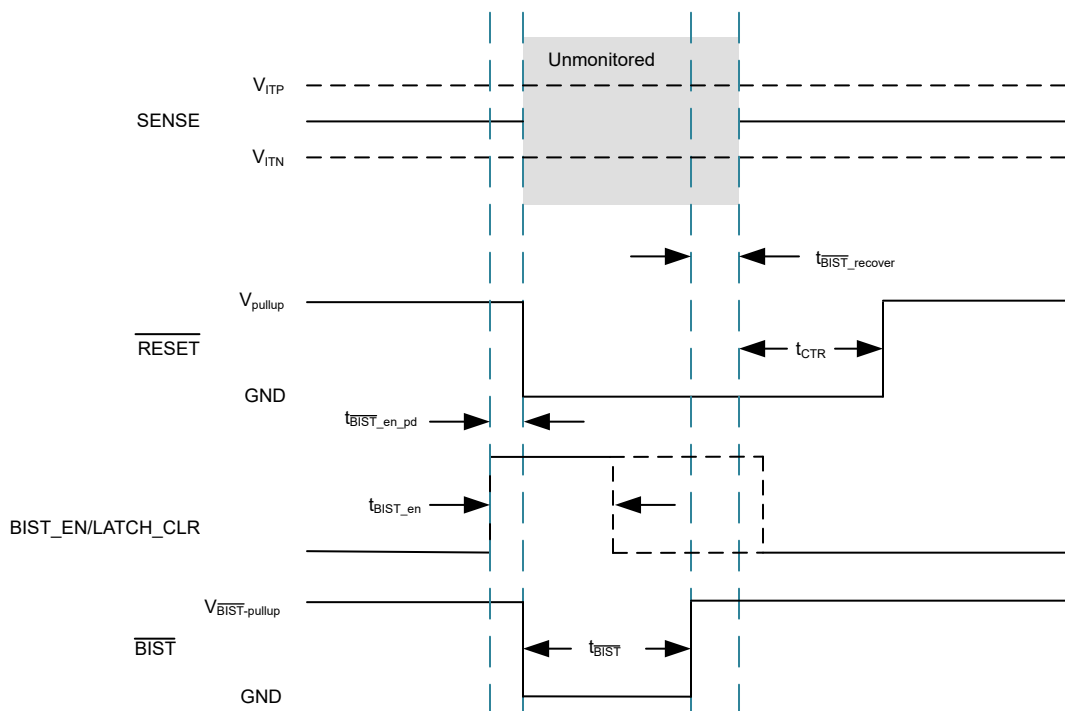 Unmonitored
VITP
SENSE
VITN
tBIST_recover
Vpullup
RESET
tCTR
GND
tBIST_en_pd
tBIST_en
BIST_EN/LATCH_CLR
VBIST-pullup
BIST
tBIST
GND